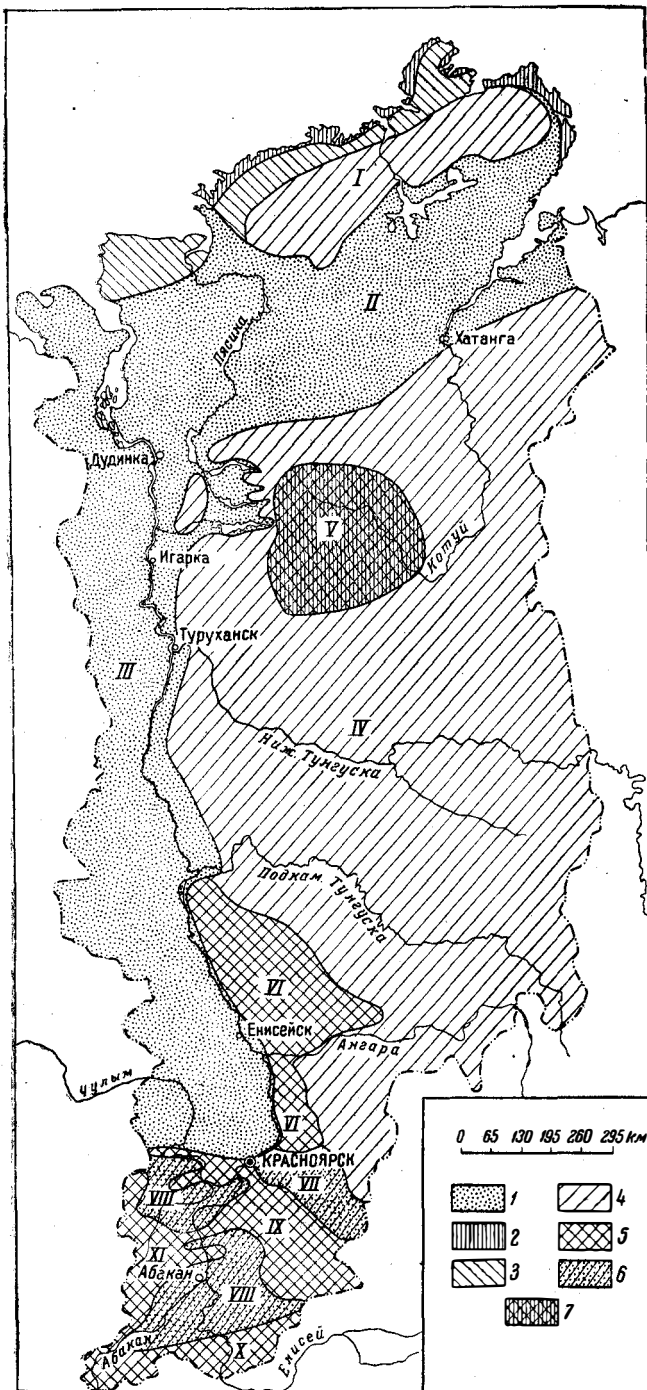 I
II
Пясина
Хатанга
Дудинка
V
Игарка
Котуй
Туруханск
III
IV
Ниж. Тунгуска
Подкам. Тунгуска
VI
Енисейск
Ангара
Чулым
VI
КРАСНОЯРСК
VII
VIII
IX
XI
Абакан
VIII
Абакан
X
Енисей
0 65 130 195 260 295 км
1 4
2 5
3 6
7